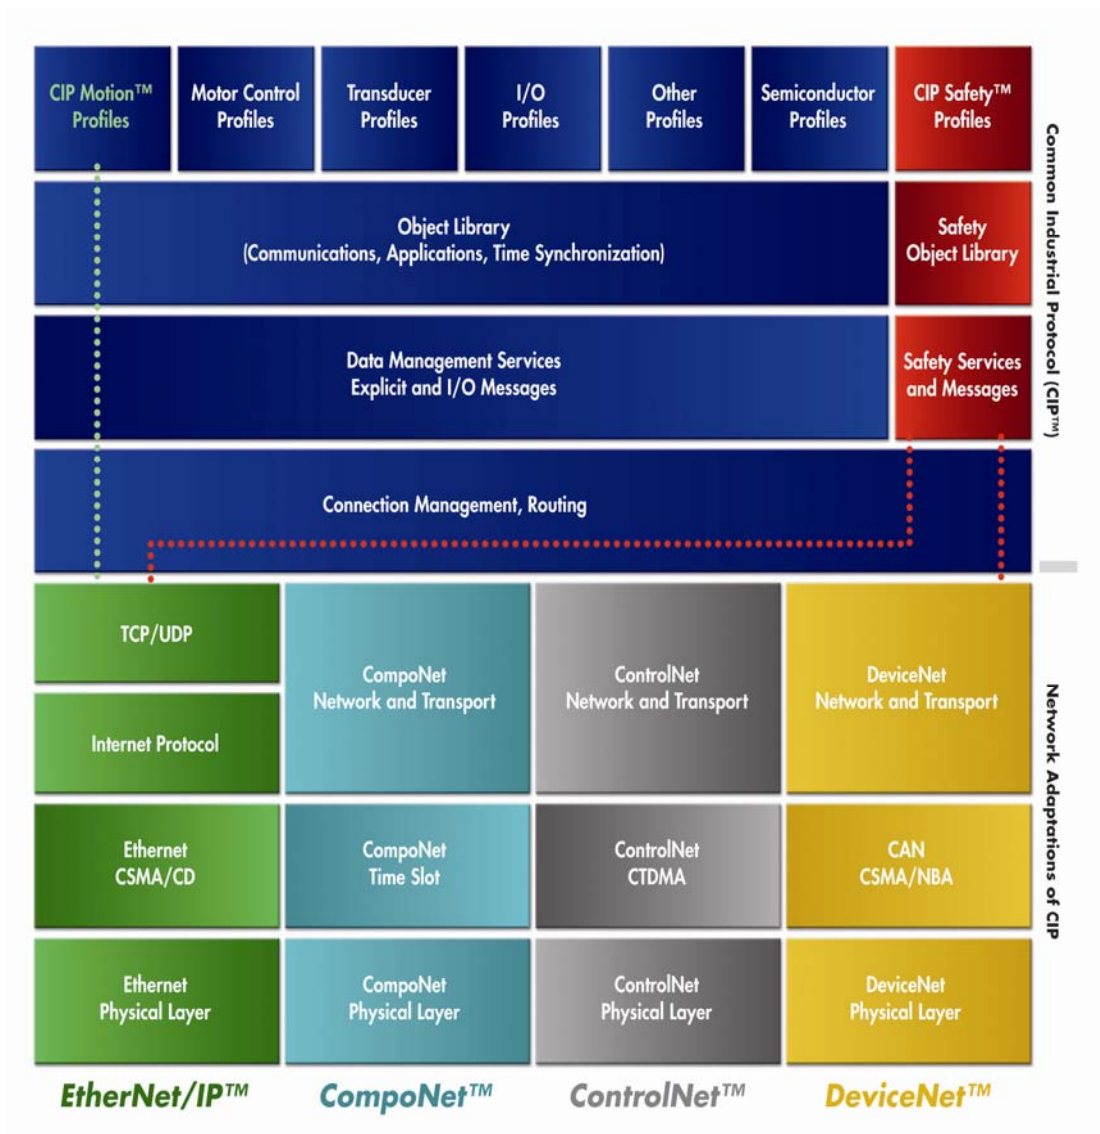 CIP Motion™
Profiles
Motor Control
Profiles
Transducer
Profiles
I/O
Profiles
Other
Profiles
Semiconductor
Profiles
CIP Safety™
Profiles
Object Library
(Communications, Applications, Time Synchronization)
Safety
Object Library
Data Management Services
Explicit and I/O Messages
Safety Services
and Messages
Connection Management, Routing
Common Industrial Protocol (CIP™)
TCP/UDP
Internet Protocol
CompoNet
Network and Transport
ControlNet
Network and Transport
DeviceNet
Network and Transport
Ethernet
CSMA/CD
CompoNet
Time Slot
ControlNet
CTDMA
CAN
CSMA/NBA
Ethernet
Physical Layer
CompoNet
Physical Layer
ControlNet
Physical Layer
DeviceNet
Physical Layer
Network Adaptations of CIP
EtherNet/IP™
CompoNet™
ControlNet™
DeviceNet™